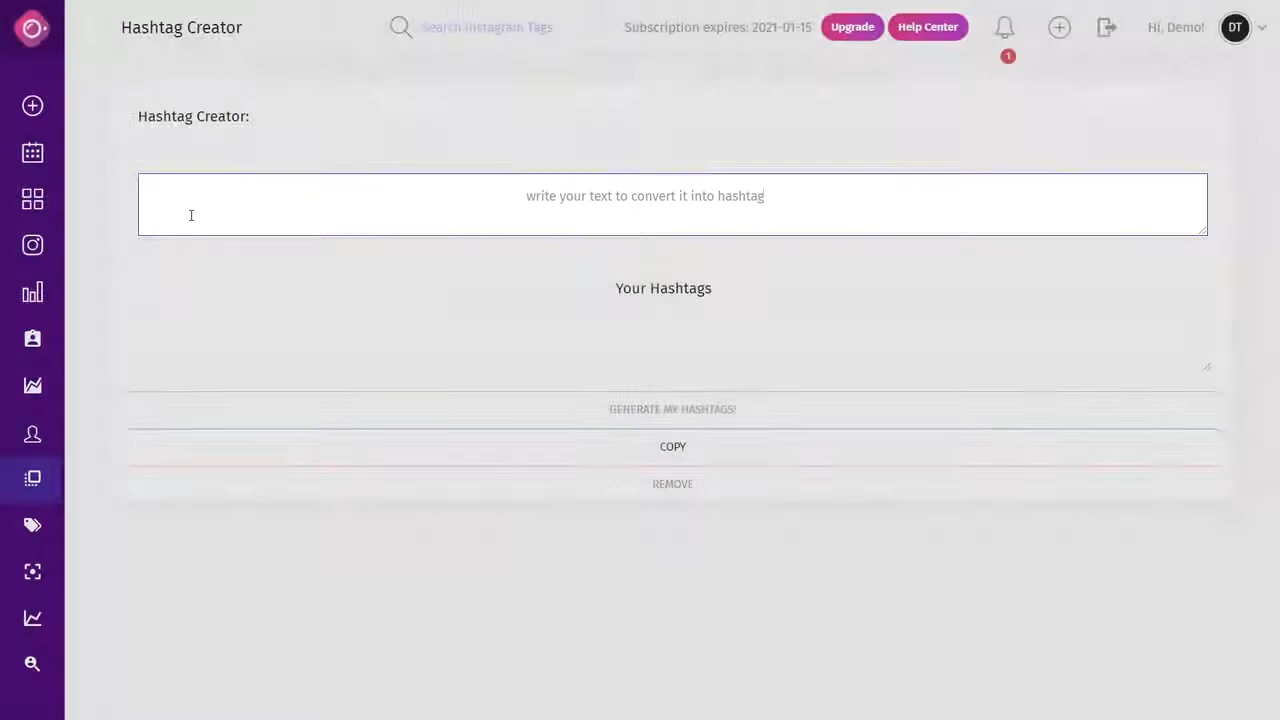 Hashtag Creator
Search Instagram Tags
Subscription expires: 2021-01-15
Upgrade
Help Center
Hi, Demo!
DT
1
Hashtag Creator:
write your text to convert it into hashtag
Your Hashtags
GENERATE MY HASHTAGS!
COPY
REMOVE